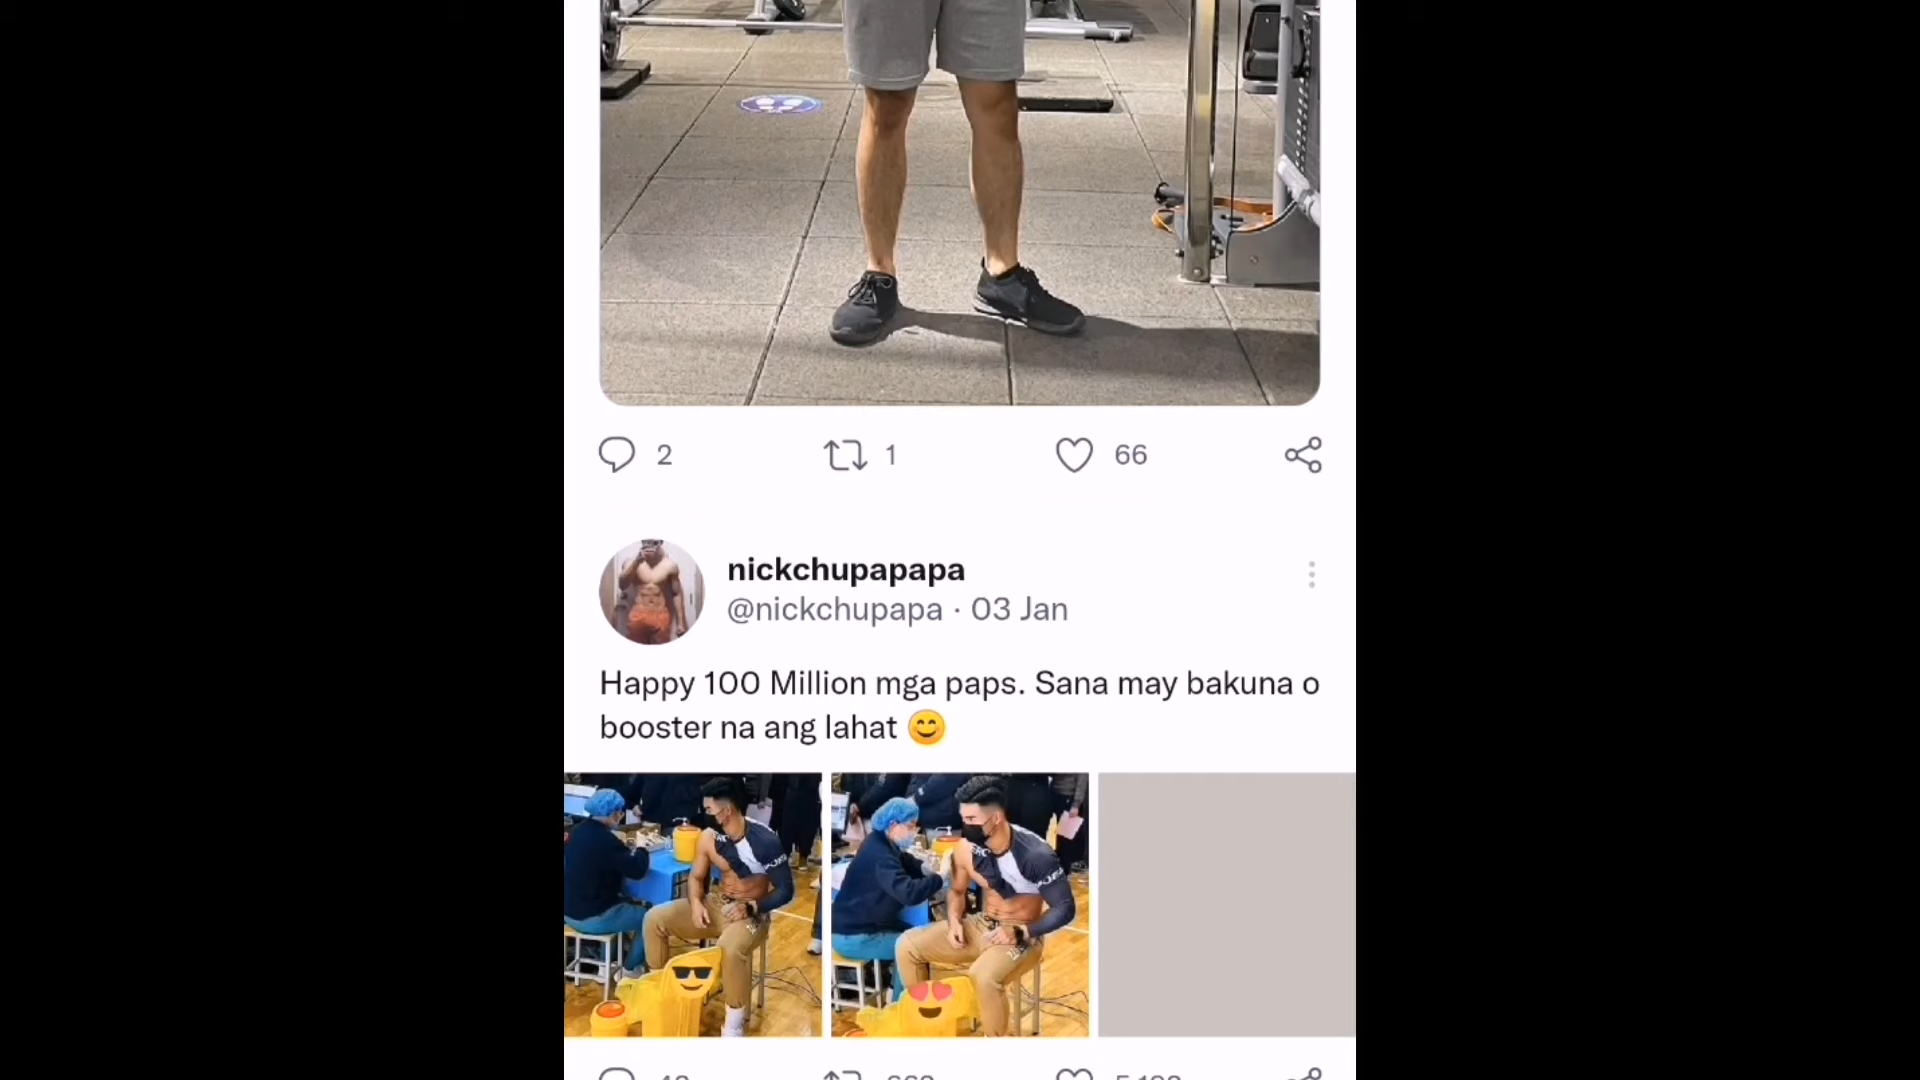 2 1 66
nickchupapapa
@nickchupapa · 03 Jan
Happy 100 Million mga paps. Sana may bakuna o
booster na ang lahat 😊